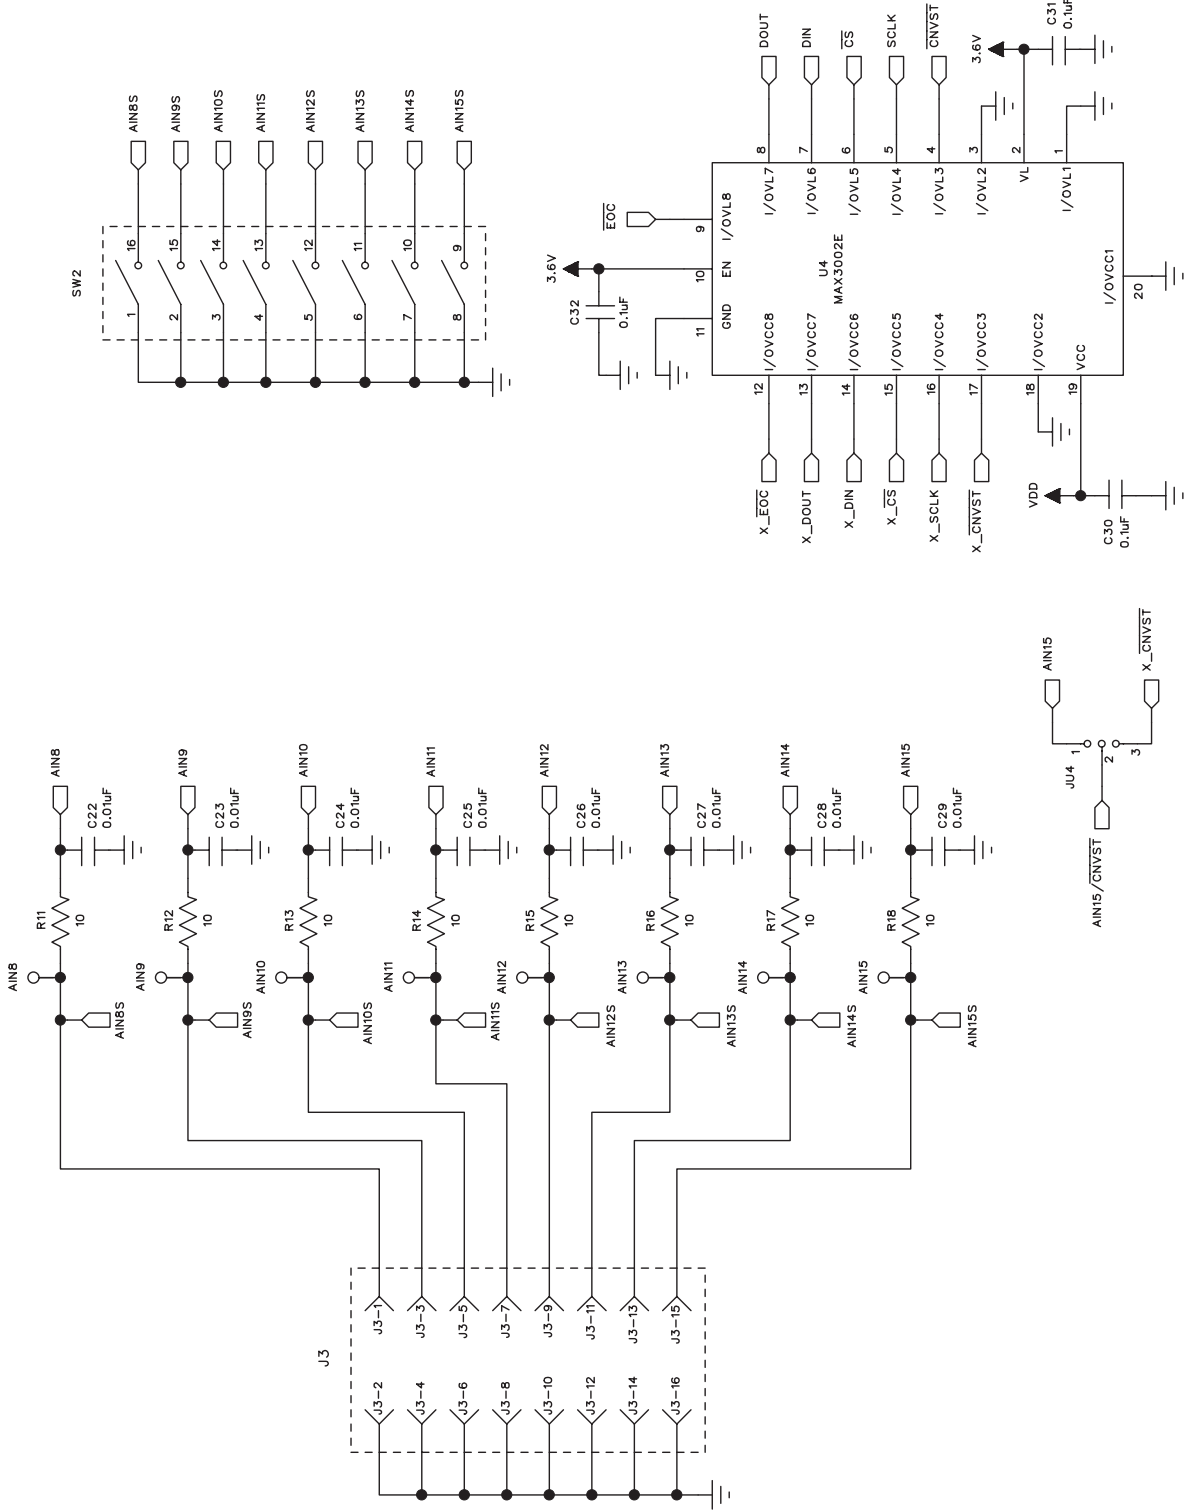 SW2
1
16
AIN8S
2
15
AIN9S
3
14
AIN10S
4
13
AIN11S
5
12
AIN12S
6
11
AIN13S
7
10
AIN14S
8
9
AIN15S
U4
MAX3002E
3.6V
C32
0.1uF
EOC
9
I/OVL8
10
EN
11
GND
DOUT
8
I/OVL7
DIN
7
I/OVL6
CS
6
I/OVL5
SCLK
5
I/OVL4
CNVST
4
I/OVL3
3
I/OVL2
3.6V
C31
0.1uF
2
VL
1
I/OVL1
X_EOC
12
I/OVCC8
X_DOUT
13
I/OVCC7
X_DIN
14
I/OVCC6
X_CS
15
I/OVCC5
X_SCLK
16
I/OVCC4
X_CNVST
17
I/OVCC3
18
I/OVCC2
VDD
C30
0.1uF
19
VCC
20
I/OVCC1
J3
J3-2
J3-1
J3-4
J3-3
J3-6
J3-5
J3-8
J3-7
J3-10
J3-9
J3-12
J3-11
J3-14
J3-13
J3-16
J3-15
AIN8
AIN8S
R11
10
C22
0.01uF
AIN8
AIN9
AIN9S
R12
10
C23
0.01uF
AIN9
AIN10
AIN10S
R13
10
C24
0.01uF
AIN10
AIN11
AIN11S
R14
10
C25
0.01uF
AIN11
AIN12
AIN12S
R15
10
C26
0.01uF
AIN12
AIN13
AIN13S
R16
10
C27
0.01uF
AIN13
AIN14
AIN14S
R17
10
C28
0.01uF
AIN14
AIN15
AIN15S
R18
10
C29
0.01uF
AIN15
JU4
AIN15/CNVST
1
AIN15
2
3
X_CNVST